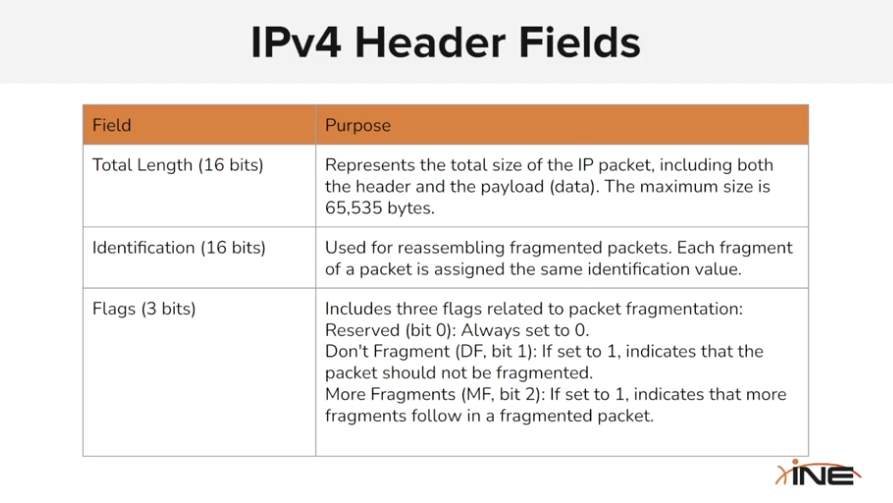 IPv4 Header Fields
Field
Purpose
Total Length (16 bits)
Represents the total size of the IP packet, including both
the header and the payload (data). The maximum size is
65,535 bytes.
Identification (16 bits)
Used for reassembling fragmented packets. Each fragment
of a packet is assigned the same identification value.
Flags (3 bits)
Includes three flags related to packet fragmentation:
Reserved (bit 0): Always set to 0.
Don't Fragment (DF, bit 1): If set to 1, indicates that the
packet should not be fragmented.
More Fragments (MF, bit 2): If set to 1, indicates that more
fragments follow in a fragmented packet.
INE